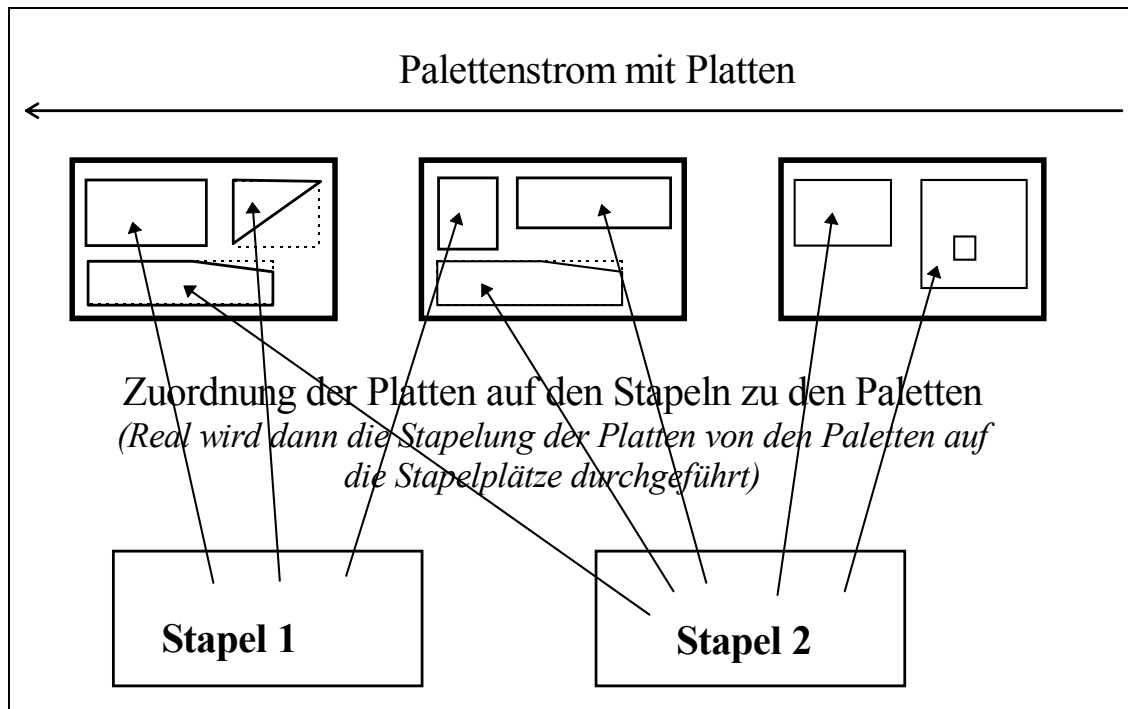 Palettenstrom mit Platten
Zuordnung der Platten auf den Stapeln zu den Paletten
(Real wird dann die Stapelung der Platten von den Paletten auf
die Stapelplätze durchgeführt)
Stapel 1
Stapel 2